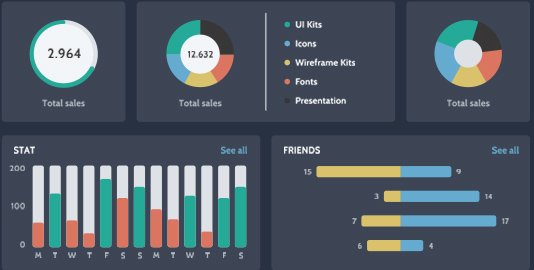 2.964
Total sales
12.632
Total sales
UI Kits
Icons
Wireframe Kits
Fonts
Presentation
Total sales
STAT
See all
200
100
0
M T W T F S S M T W T F S
FRIENDS
See all
15 9
3 14
7 17
6 4